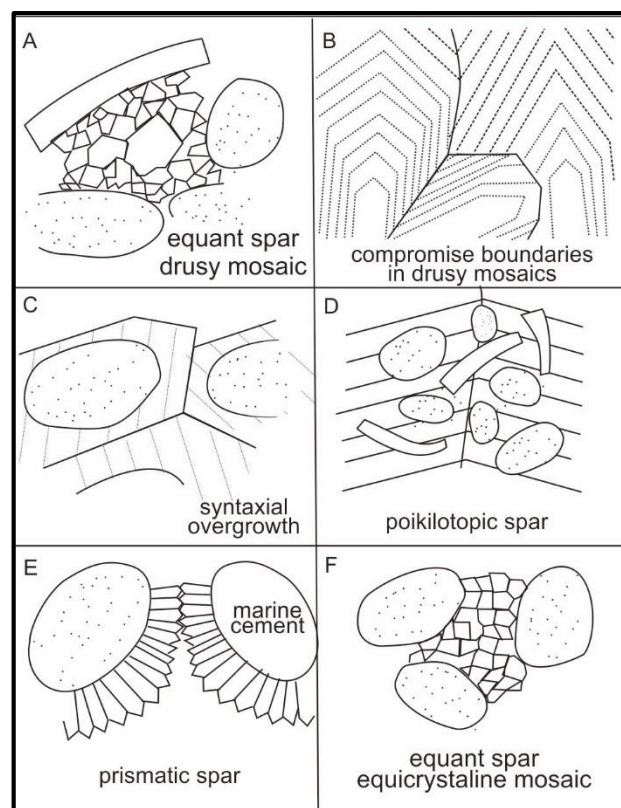 A
equant spar
drusy mosaic
B
compromise boundaries
in drusy mosaics
C
syntaxial
overgrowth
D
poikilotopic spar
E
marine
cement
prismatic spar
F
equant spar
equicrystaline mosaic